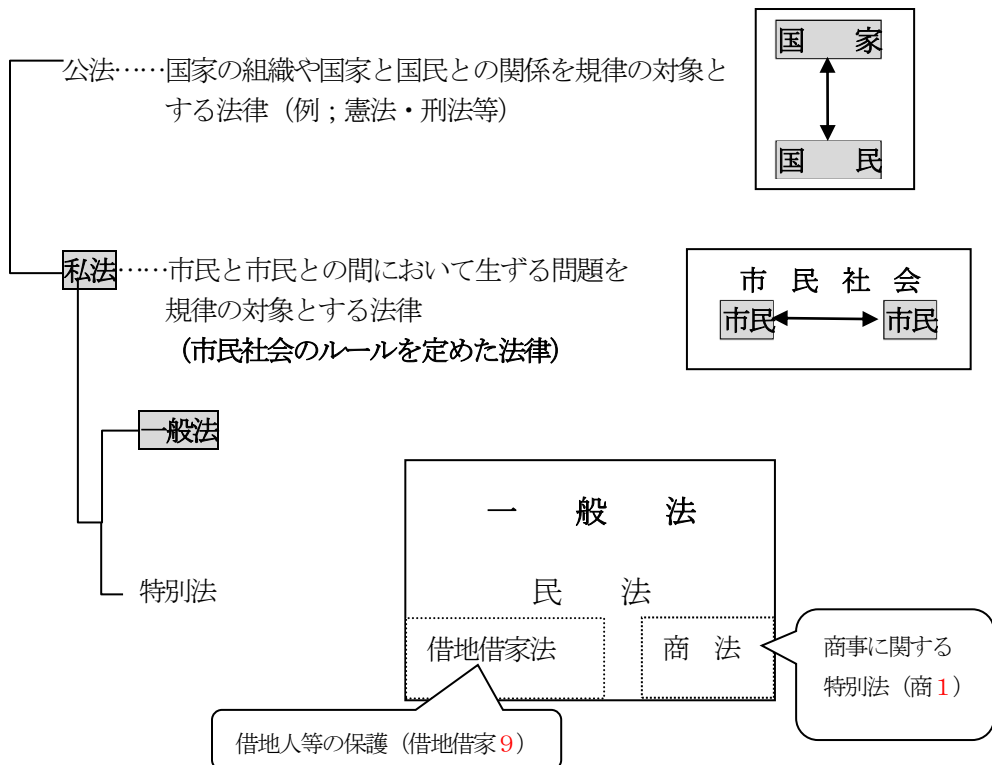 公法……国家の組織や国家と国民との関係を規律の対象と
する法律（例；憲法・刑法等）
国　家
国　民
私法……市民と市民との間において生ずる問題を
規律の対象とする法律
（市民社会のルールを定めた法律）
市　民　社　会
市民
市民
一般法
特別法
一　般　法
民　法
借地借家法
商　法
商事に関する
特別法（商１）
借地人等の保護（借地借家９）